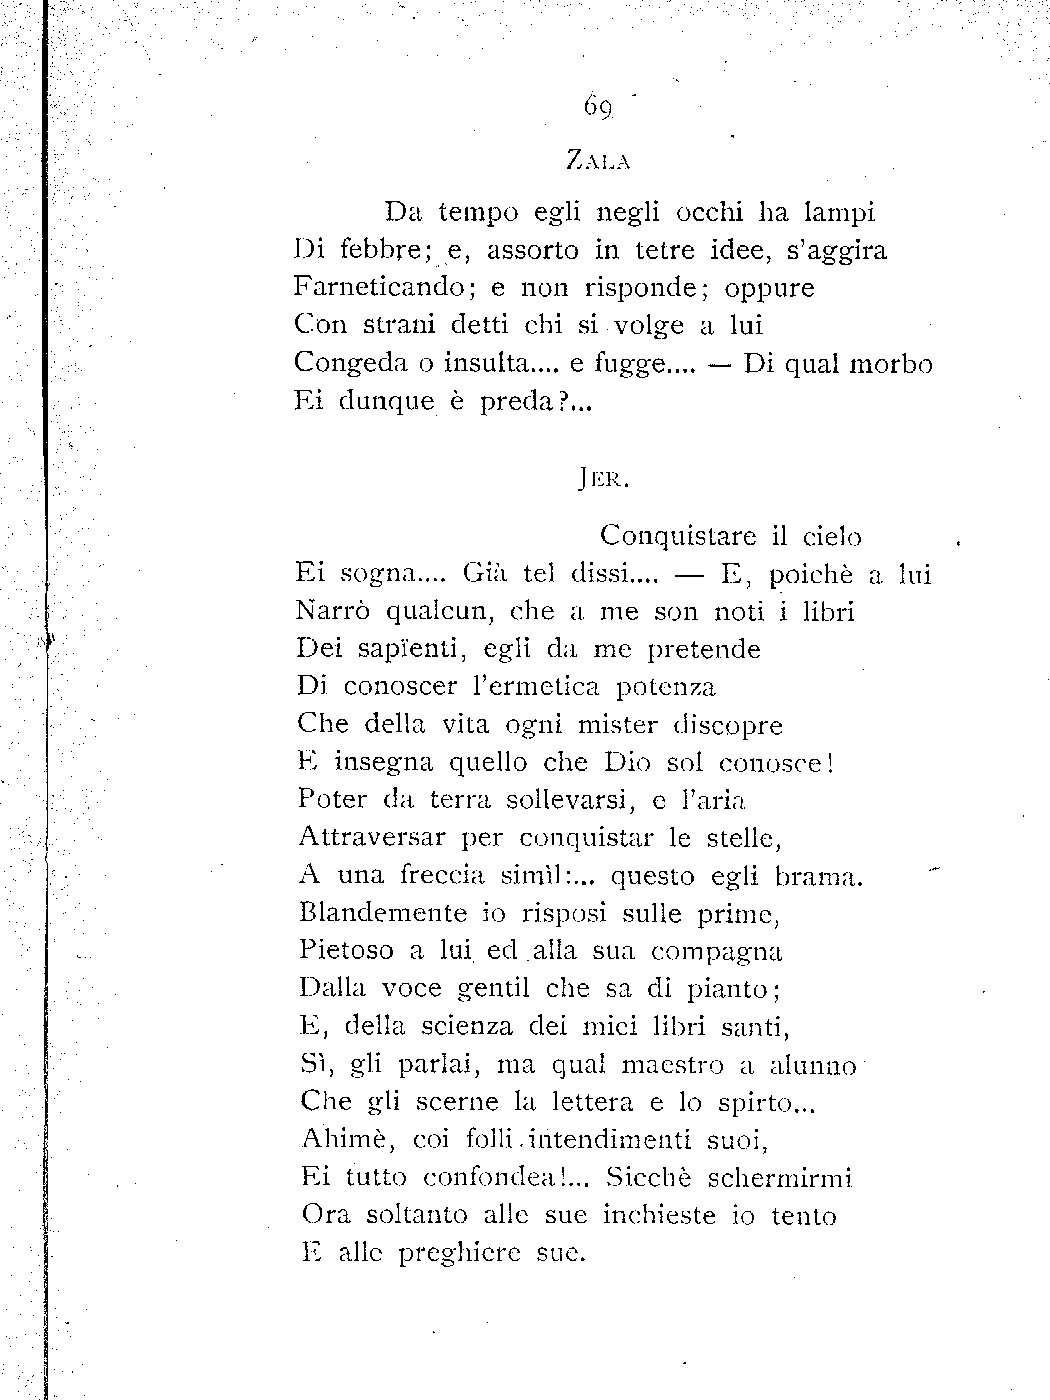 69
ZALA
Da tempo egli negli occhi ha lampi
Di febbre; e, assorto in tetre idee, s'aggira
Farneticando; e non risponde; oppure
Con strani detti chi si volge a lui
Congeda o insulta.... e fugge.... — Di qual morbo
Ei dunque è preda?...
JER.
Conquistare il cielo
Ei sogna.... Già tel dissi.... — E, poichè a lui
Narrò qualcun, che a me son noti i libri
Dei sapïenti, egli da me pretende
Di conoscer l'ermetica potenza
Che della vita ogni mister discopre
E insegna quello che Dio sol conosce!
Poter da terra sollevarsi, e l'aria
Attraversar per conquistar le stelle,
A una freccia simìl:... questo egli brama.
Blandemente io risposi sulle prime,
Pietoso a lui ed alla sua compagna
Dalla voce gentil che sa di pianto;
E, della scienza dei miei libri santi,
Sì, gli parlai, ma qual maestro a alunno
Che gli scerne la lettera e lo spirto...
Ahimè, coi folli intendimenti suoi,
Ei tutto confondea!... Sicchè schermirmi
Ora soltanto alle sue inchieste io tento
E alle preghiere sue.